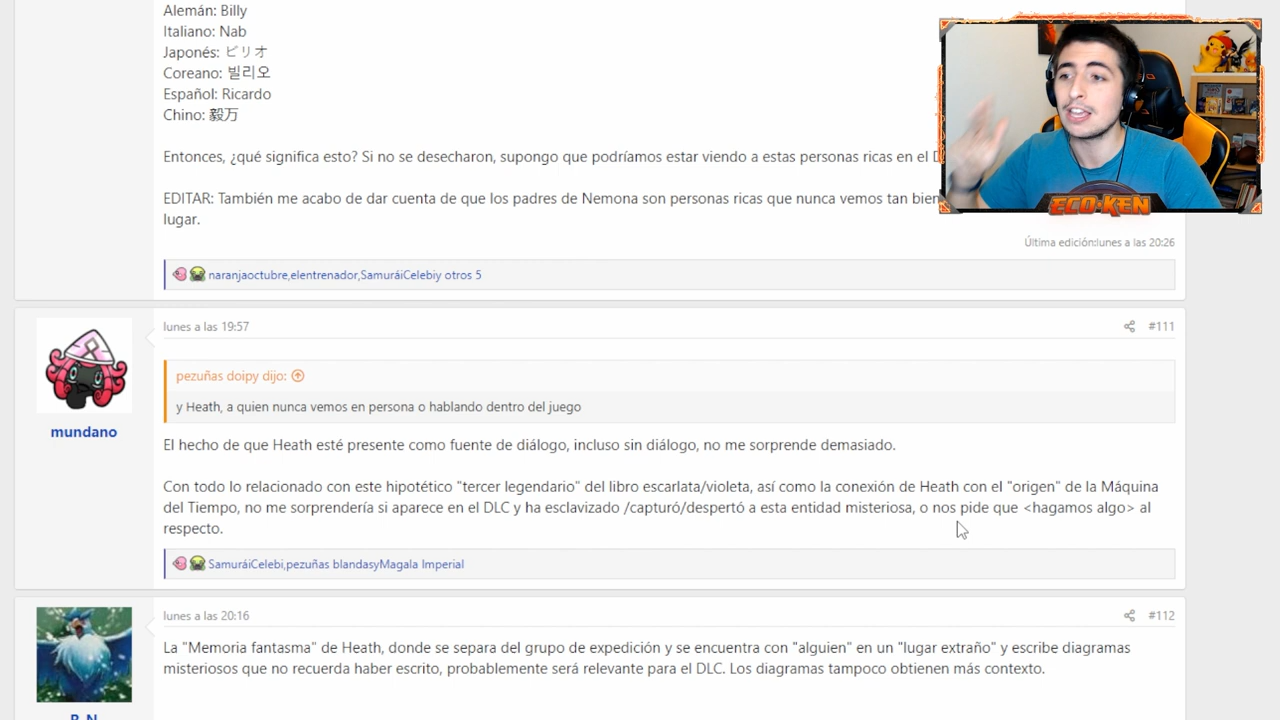 Alemán: Billy
Italiano: Nab
Japonés: ビリオ
Coreano: 빌리오
Español: Ricardo
Chino: 毅万
Entonces, ¿qué significa esto? Si no se desecharon, supongo que podríamos estar viendo a estas personas ricas en el
EDITAR: También me acabo de dar cuenta de que los padres de Nemona son personas ricas que nunca vemos tan bien
lugar.
ECO-KEN
Última edición:lunes a las 20:26
naranjaoctubre,elentrenador,SamuráiCelebiy otros 5
lunes a las 19:57
#111
pezuñas doipy dijo:
y Heath, a quien nunca vemos en persona o hablando dentro del juego
mundano
El hecho de que Heath esté presente como fuente de diálogo, incluso sin diálogo, no me sorprende demasiado.
Con todo lo relacionado con este hipotético "tercer legendario" del libro escarlata/violeta, así como la conexión de Heath con el "origen" de la Máquina
del Tiempo, no me sorprendería si aparece en el DLC y ha esclavizado /capturó/despertó a esta entidad misteriosa, o nos pide que <hagamos algo> al
respecto.
SamuráiCelebi,pezuñas blandasyMagala Imperial
lunes a las 20:16
#112
La "Memoria fantasma" de Heath, donde se separa del grupo de expedición y se encuentra con "alguien" en un "lugar extraño" y escribe diagramas
misteriosos que no recuerda haber escrito, probablemente será relevante para el DLC. Los diagramas tampoco obtienen más contexto.